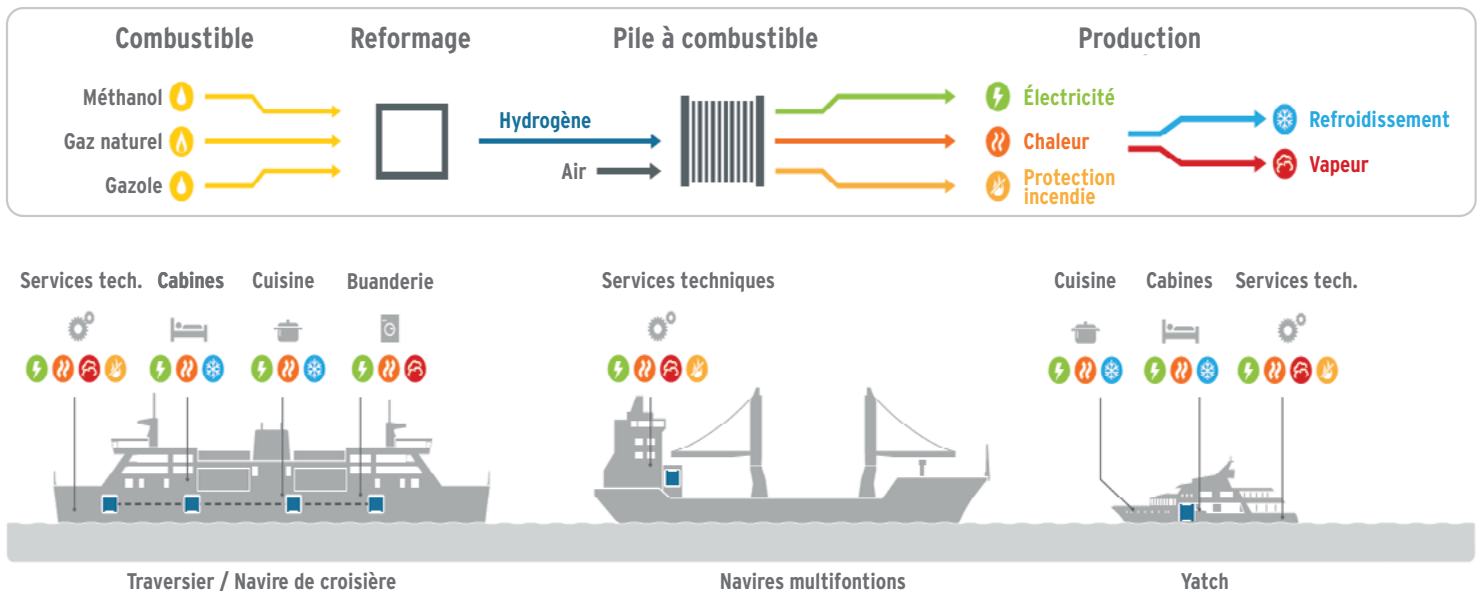 Combustible
Reformage
Pile à combustible
Production
Méthanol
Gaz naturel
Gazole
Hydrogène
Air
Électricité
Chaleur
Protection
incendie
Refroidissement
Vapeur
Services tech.
Cabines
Cuisine
Buanderie
Services techniques
Cuisine
Cabines
Services tech.
Traversier / Navire de croisière
Navires multifontions
Yatch